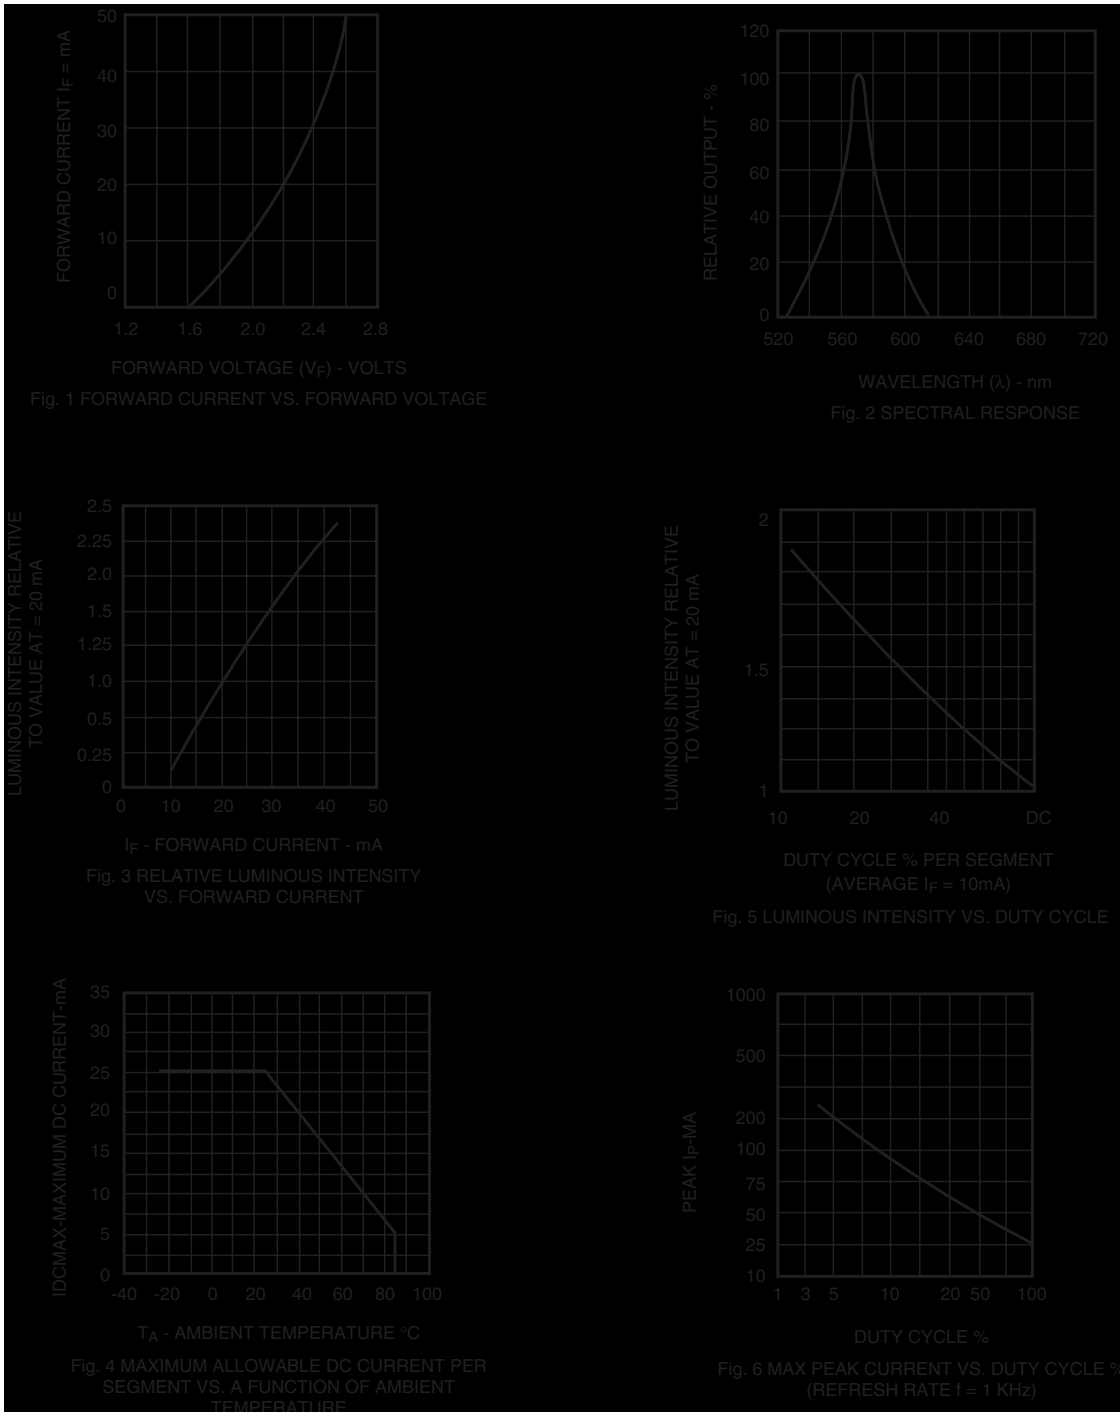 FORWARD CURRENT IF = mA
50
40
30
20
10
0
1.2 1.6 2.0 2.4 2.8
FORWARD VOLTAGE (VF) - VOLTS
Fig. 1 FORWARD CURRENT VS. FORWARD VOLTAGE
RELATIVE OUTPUT - %
120
100
80
60
40
20
0
520 560 600 640 680 720
WAVELENGTH (λ) - nm
Fig. 2 SPECTRAL RESPONSE
LUMINOUS INTENSITY RELATIVE
TO VALUE AT = 20 mA
2.5
2.25
2.0
1.5
1.25
1.0
0.5
0.25
0
0 10 20 30 40 50
IF - FORWARD CURRENT - mA
Fig. 3 RELATIVE LUMINOUS INTENSITY
VS. FORWARD CURRENT
LUMINOUS INTENSITY RELATIVE
TO VALUE AT = 20 mA
2
1.5
1
10 20 40 DC
DUTY CYCLE % PER SEGMENT
(AVERAGE IF = 10mA)
Fig. 5 LUMINOUS INTENSITY VS. DUTY CYCLE
IDCMAX-MAXIMUM DC CURRENT-mA
35
30
25
20
15
10
5
0
-40 -20 0 20 40 60 80 100
TA - AMBIENT TEMPERATURE °C
Fig. 4 MAXIMUM ALLOWABLE DC CURRENT PER
SEGMENT VS. A FUNCTION OF AMBIENT
TEMPERATURE
PEAK IP-MA
1000
500
200
100
75
50
25
10
1 3 5 10 20 50 100
DUTY CYCLE %
Fig. 6 MAX PEAK CURRENT VS. DUTY CYCLE %
(REFRESH RATE f = 1 KHz)